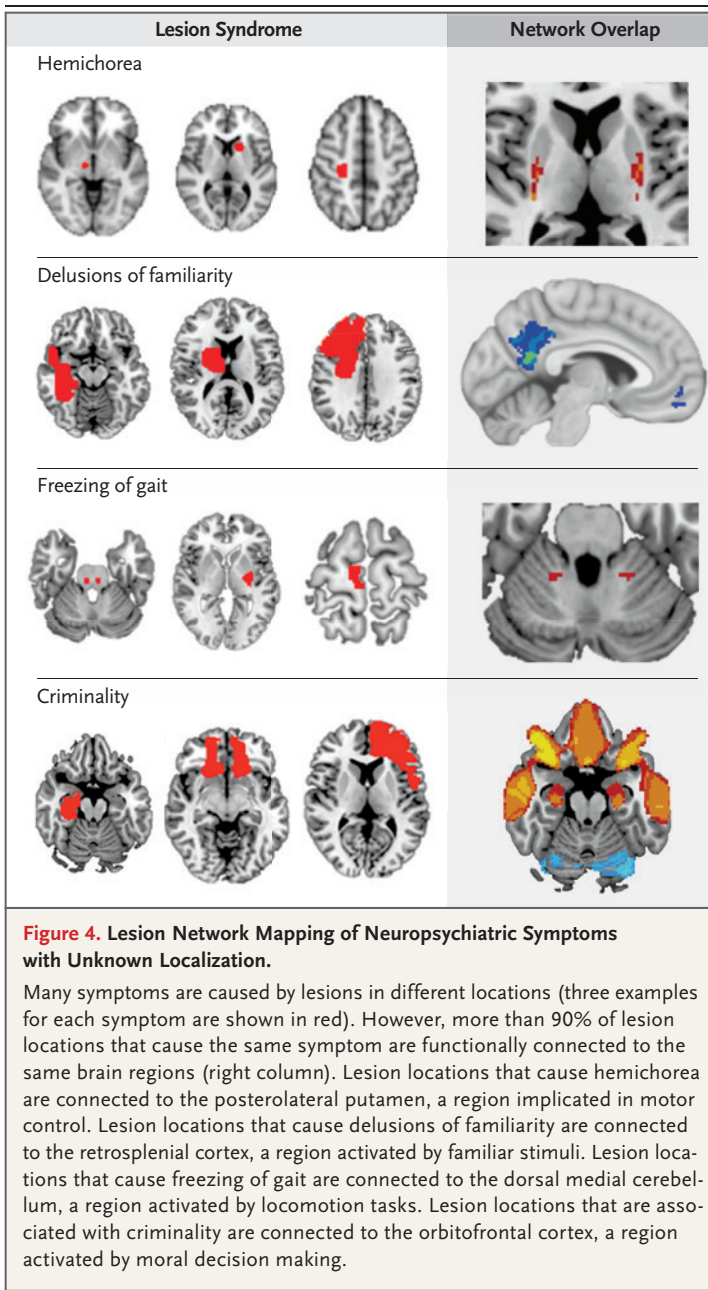 Lesion Syndrome
Network Overlap
Hemichorea
Delusions of familiarity
Freezing of gait
Criminality
Figure 4. Lesion Network Mapping of Neuropsychiatric Symptoms
with Unknown Localization.
Many symptoms are caused by lesions in different locations (three examples
for each symptom are shown in red). However, more than 90% of lesion
locations that cause the same symptom are functionally connected to the
same brain regions (right column). Lesion locations that cause hemichorea
are connected to the posterolateral putamen, a region implicated in motor
control. Lesion locations that cause delusions of familiarity are connected
to the retrosplenial cortex, a region activated by familiar stimuli. Lesion loca-
tions that cause freezing of gait are connected to the dorsal medial cerebel-
lum, a region activated by locomotion tasks. Lesion locations that are asso-
ciated with criminality are connected to the orbitofrontal cortex, a region
activated by moral decision making.